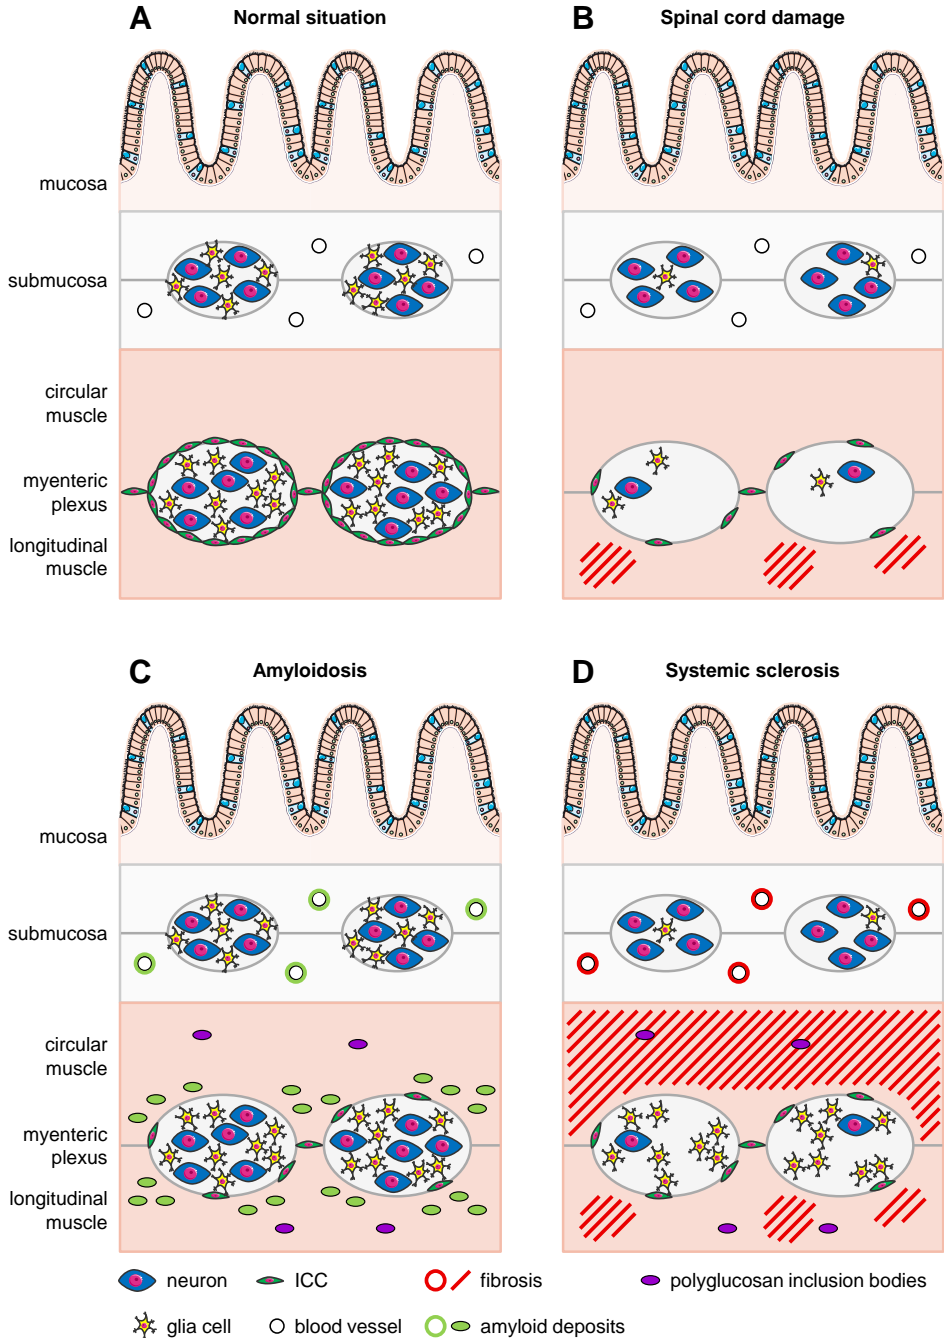 A Normal situation
B Spinal cord damage
mucosa
submucosa
circular
muscle
myenteric
plexus
longitudinal
muscle
C Amyloidosis
D Systemic sclerosis
mucosa
submucosa
circular
muscle
myenteric
plexus
longitudinal
muscle
neuron ICC fibrosis polyglucosan inclusion bodies
glia cell blood vessel amyloid deposits